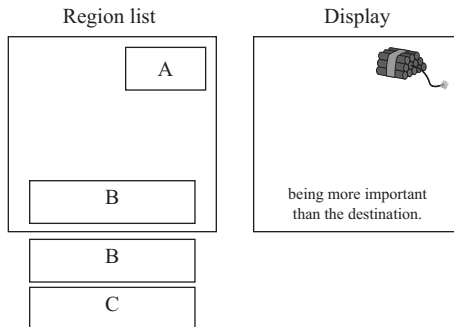 Region list
Display
A
B
being more important
than the destination.
B
C